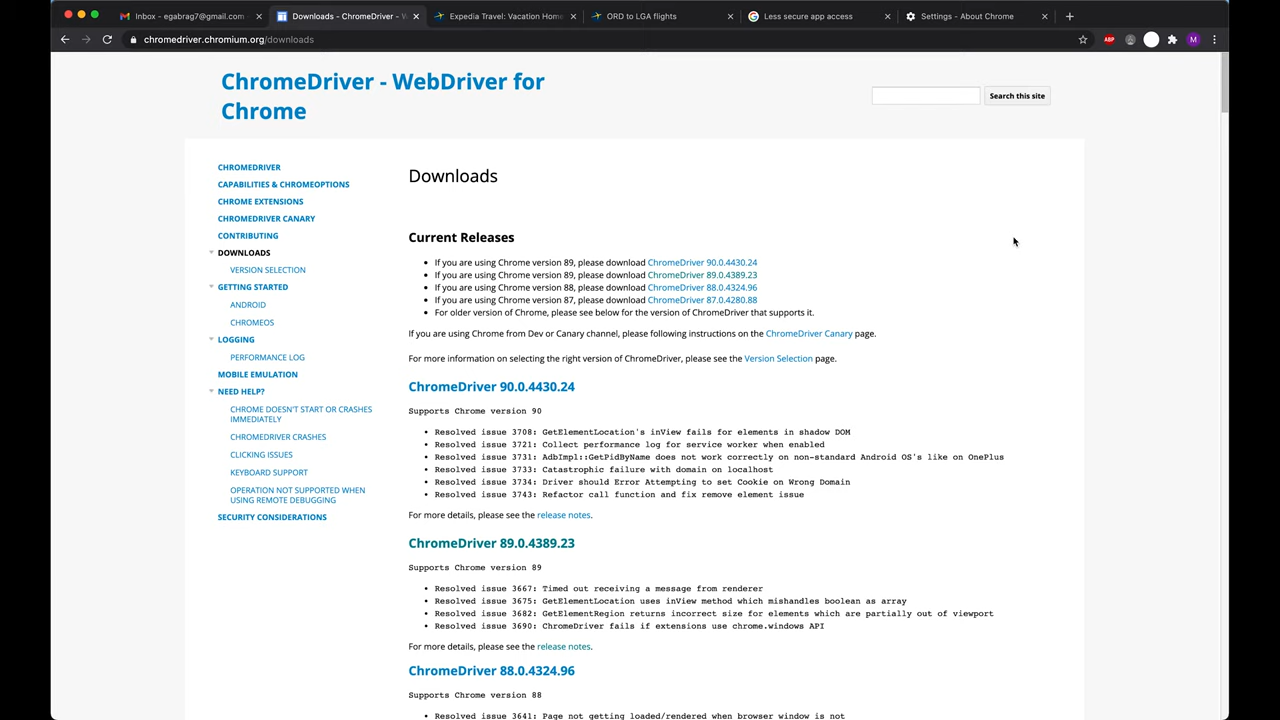 Inbox - egabrag7@gmail.com
Downloads - ChromeDriver - W
Expedia Travel: Vacation Home
ORD to LGA flights
Less secure app access
Settings - About Chrome
chromedriver.chromium.org/downloads
ABP
M
ChromeDriver - WebDriver for
Chrome
Search this site
CHROMEDRIVER
CAPABILITIES & CHROMEOPTIONS
CHROME EXTENSIONS
CHROMEDRIVER CANARY
CONTRIBUTING
DOWNLOADS
VERSION SELECTION
GETTING STARTED
ANDROID
CHROMEOS
LOGGING
PERFORMANCE LOG
MOBILE EMULATION
NEED HELP?
CHROME DOESN'T START OR CRASHES
IMMEDIATELY
CHROMEDRIVER CRASHES
CLICKING ISSUES
KEYBOARD SUPPORT
OPERATION NOT SUPPORTED WHEN
USING REMOTE DEBUGGING
SECURITY CONSIDERATIONS
Downloads
Current Releases
If you are using Chrome version 89, please download ChromeDriver 90.0.4430.24
If you are using Chrome version 89, please download ChromeDriver 89.0.4389.23
If you are using Chrome version 88, please download ChromeDriver 88.0.4324.96
If you are using Chrome version 87, please download ChromeDriver 87.0.4280.88
For older version of Chrome, please see below for the version of ChromeDriver that supports it.
If you are using Chrome from Dev or Canary channel, please following instructions on the ChromeDriver Canary page.
For more information on selecting the right version of ChromeDriver, please see the Version Selection page.
ChromeDriver 90.0.4430.24
Supports Chrome version 90
Resolved issue 3708: GetElementLocation's inView fails for elements in shadow DOM
Resolved issue 3721: Collect performance log for service worker when enabled
Resolved issue 3731: AdbImpl::GetPidByName does not work correctly on non-standard Android OS's like on OnePlus
Resolved issue 3733: Catastrophic failure with domain on localhost
Resolved issue 3734: Driver should Error Attempting to set Cookie on Wrong Domain
Resolved issue 3743: Refactor call function and fix remove element issue
For more details, please see the release notes.
ChromeDriver 89.0.4389.23
Supports Chrome version 89
Resolved issue 3667: Timed out receiving a message from renderer
Resolved issue 3675: GetElementLocation uses inView method which mishandles boolean as array
Resolved issue 3682: GetElementRegion returns incorrect size for elements which are partially out of viewport
Resolved issue 3690: ChromeDriver fails if extensions use chrome.windows API
For more details, please see the release notes.
ChromeDriver 88.0.4324.96
Supports Chrome version 88
Resolved issue 3641: Page not getting loaded/rendered when browser window is not